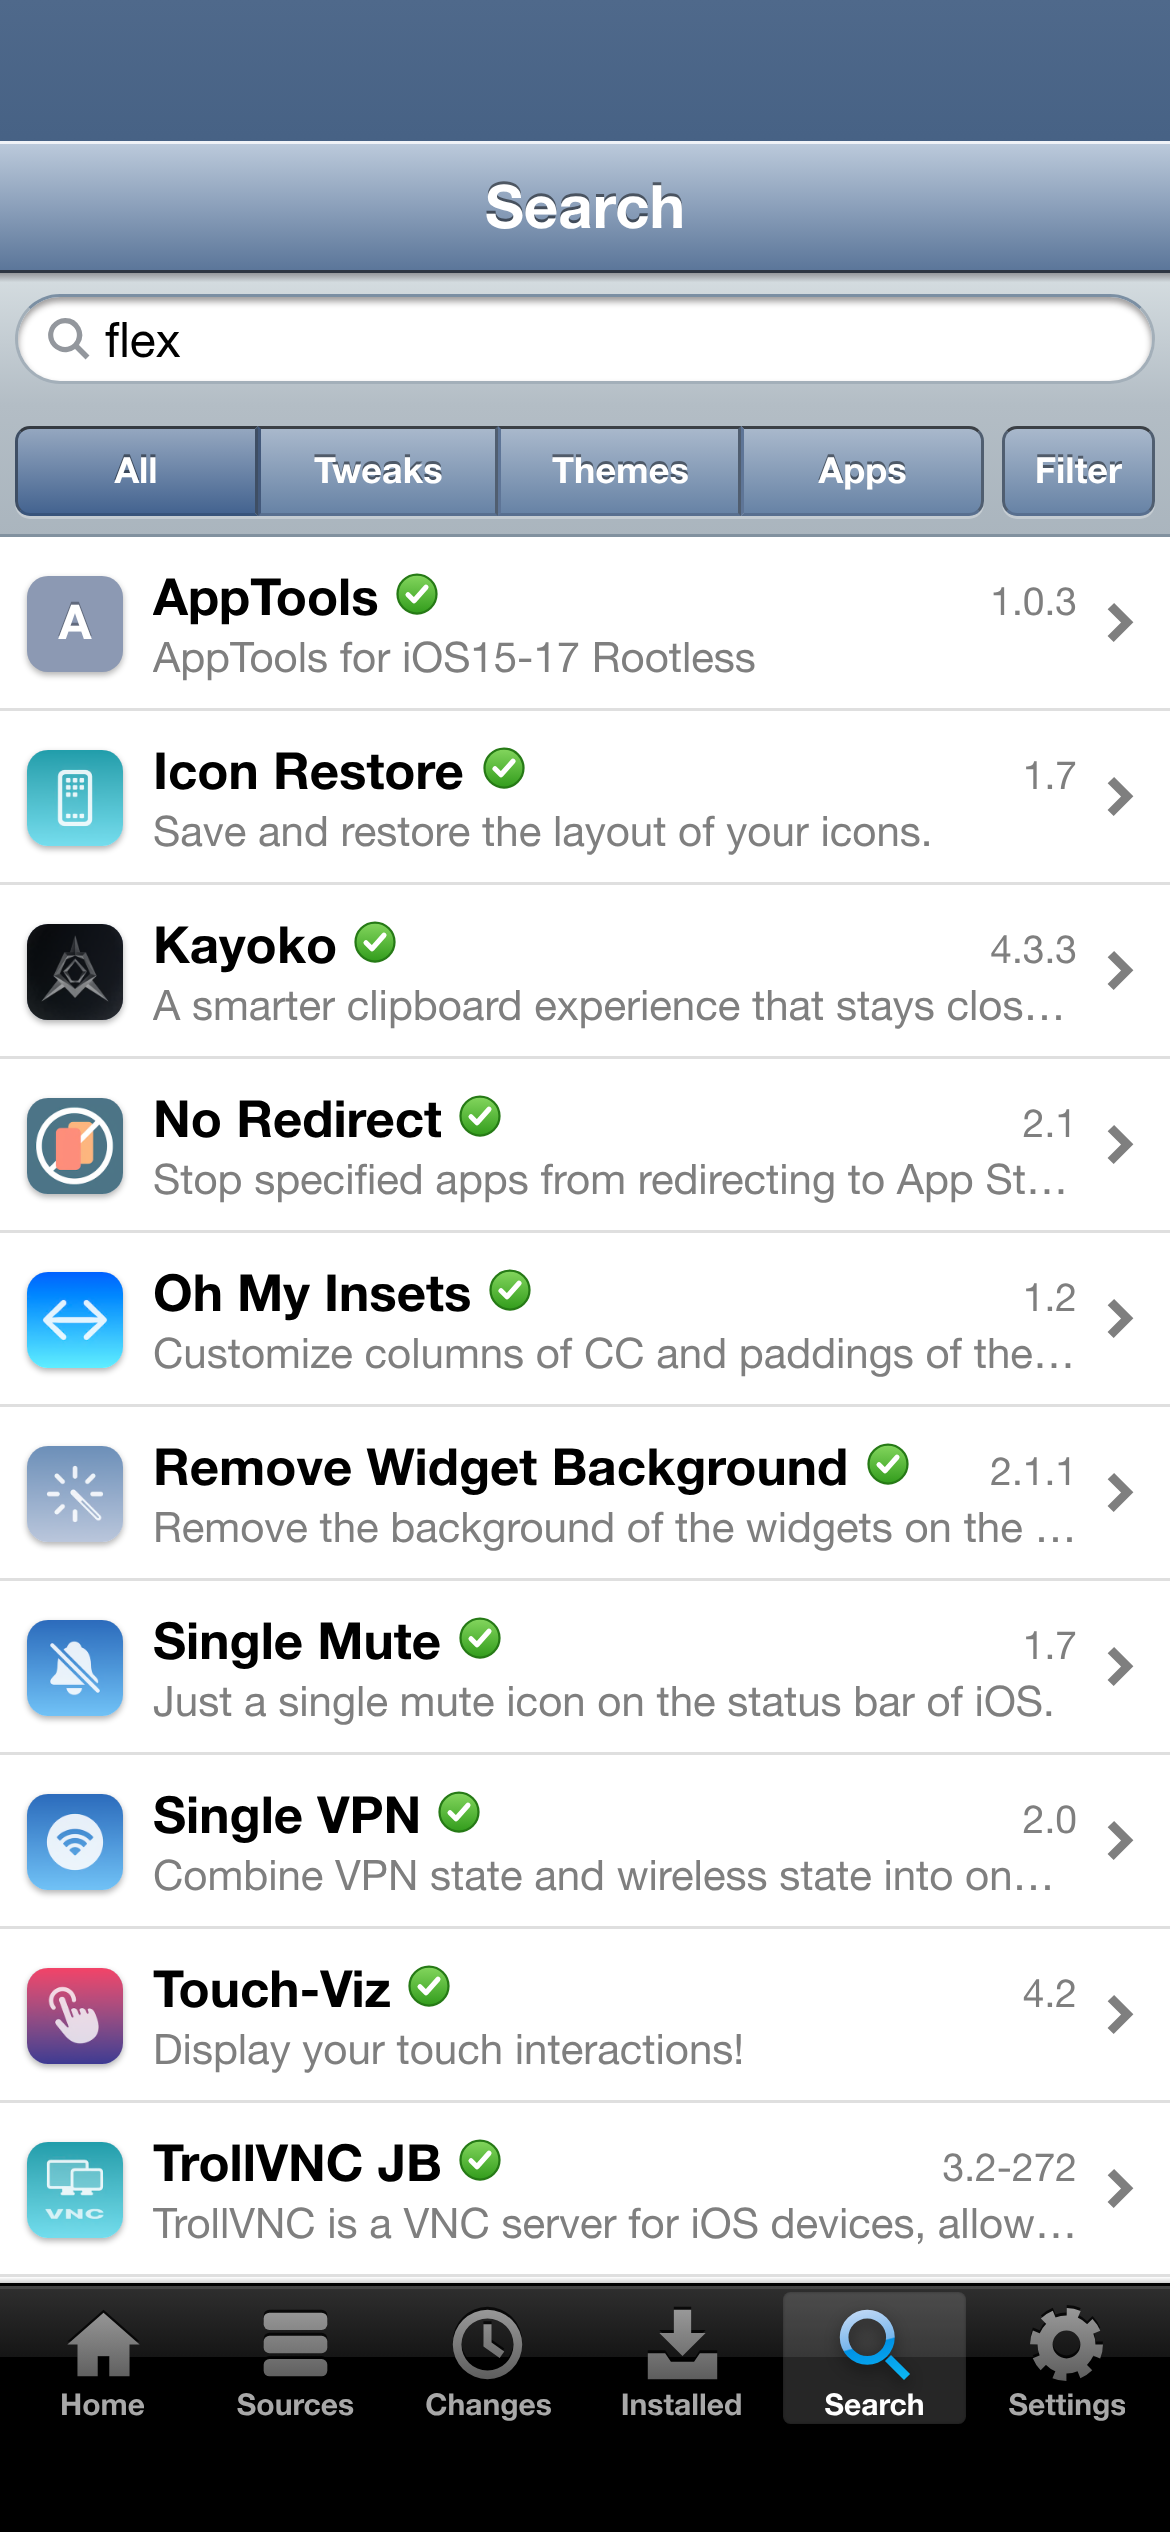 Search
flex
All
Tweaks
Themes
Apps
Filter
A
AppTools
1.0.3
AppTools for iOS15-17 Rootless
Icon Restore
1.7
Save and restore the layout of your icons.
Kayoko
4.3.3
A smarter clipboard experience that stays clos...
No Redirect
2.1
Stop specified apps from redirecting to App St...
Oh My Insets
1.2
Customize columns of CC and paddings of the...
Remove Widget Background
2.1.1
Remove the background of the widgets on the ...
Single Mute
1.7
Just a single mute icon on the status bar of iOS.
Single VPN
2.0
Combine VPN state and wireless state into on...
Touch-Viz
4.2
Display your touch interactions!
VNC
TrollVNC JB
3.2-272
TrollVNC is a VNC server for iOS devices, allow...
Home
Sources
Changes
Installed
Search
Settings